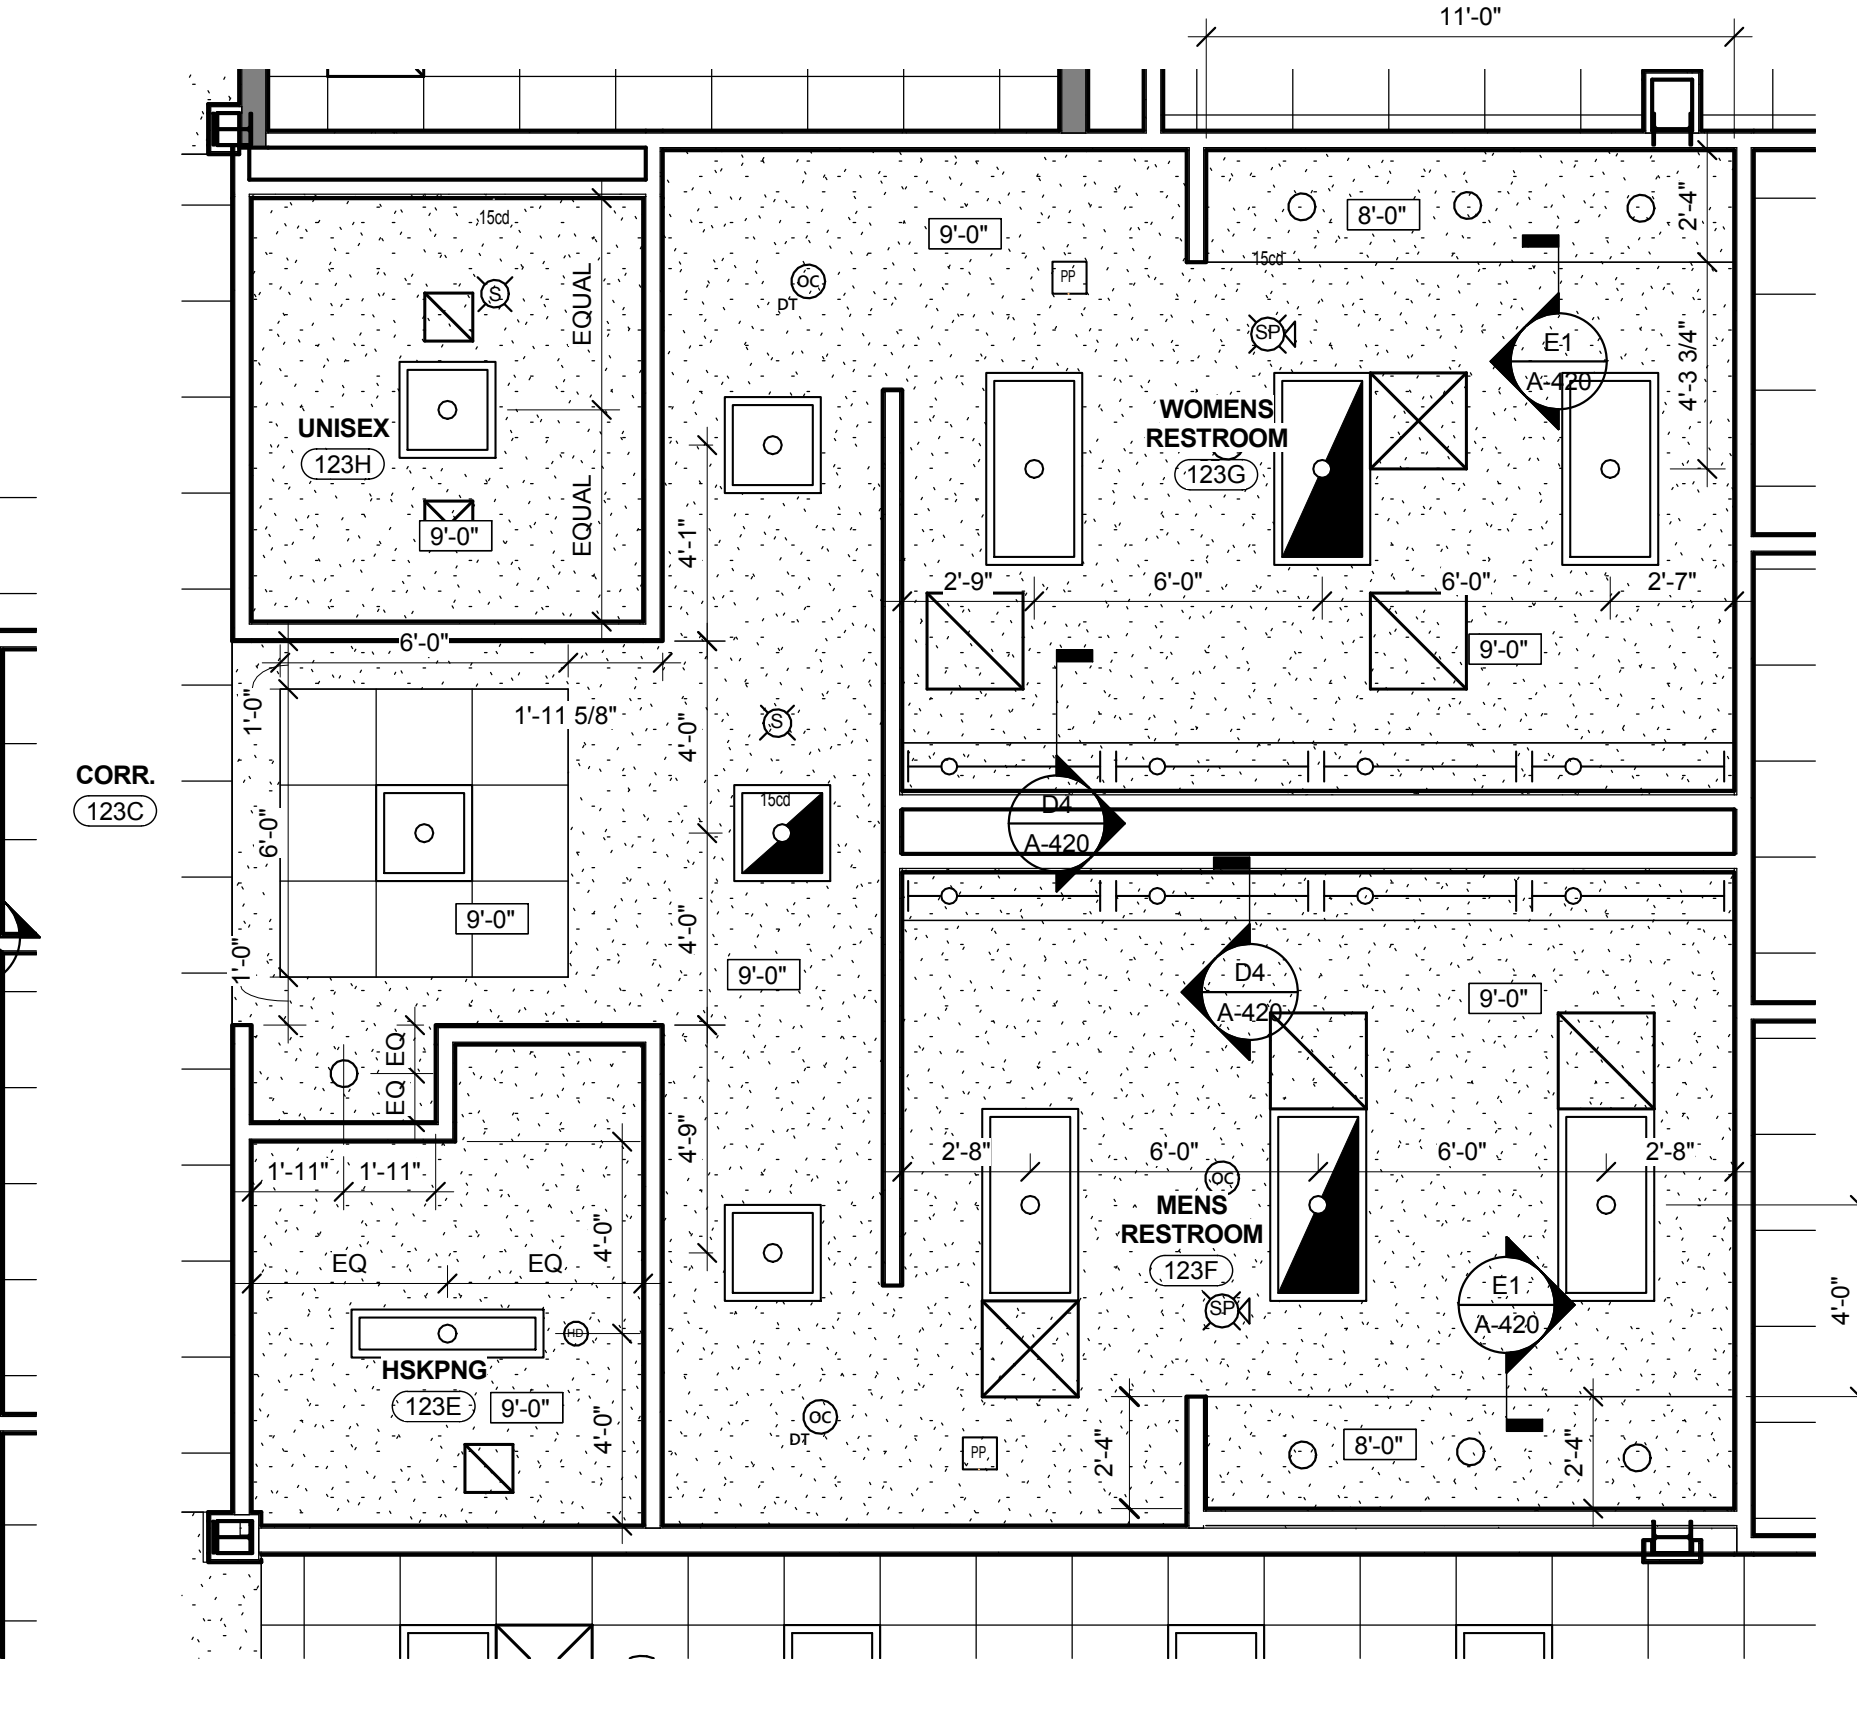 11'-0"
15cd
9'-0"
8'-0"
2'-4"
15cd
OC
DT
PP
S
EQUAL
SP
E1
A-420
4'-3 3/4"
UNISEX
123H
WOMENS
RESTROOM
123G
EQUAL
9'-0"
4'-1"
2'-9"
6'-0"
6'-0"
2'-7"
6'-0"
9'-0"
1'-0"
1'-11 5/8"
S
4'-0"
CORR.
123C
15cd
D4
A-420
6'-0"
9'-0"
4'-0"
1'-0"
9'-0"
D4
A-420
9'-0"
EQ
EQ
1'-11"
1'-11"
4'-9"
2'-8"
6'-0"
OC
6'-0"
2'-8"
MENS
RESTROOM
123F
EQ
EQ
4'-0"
SP
E1
A-420
4'-0"
HD
HSKPNG
123E
9'-0"
4'-0"
OC
DT
PP
2'-4"
8'-0"
2'-4"